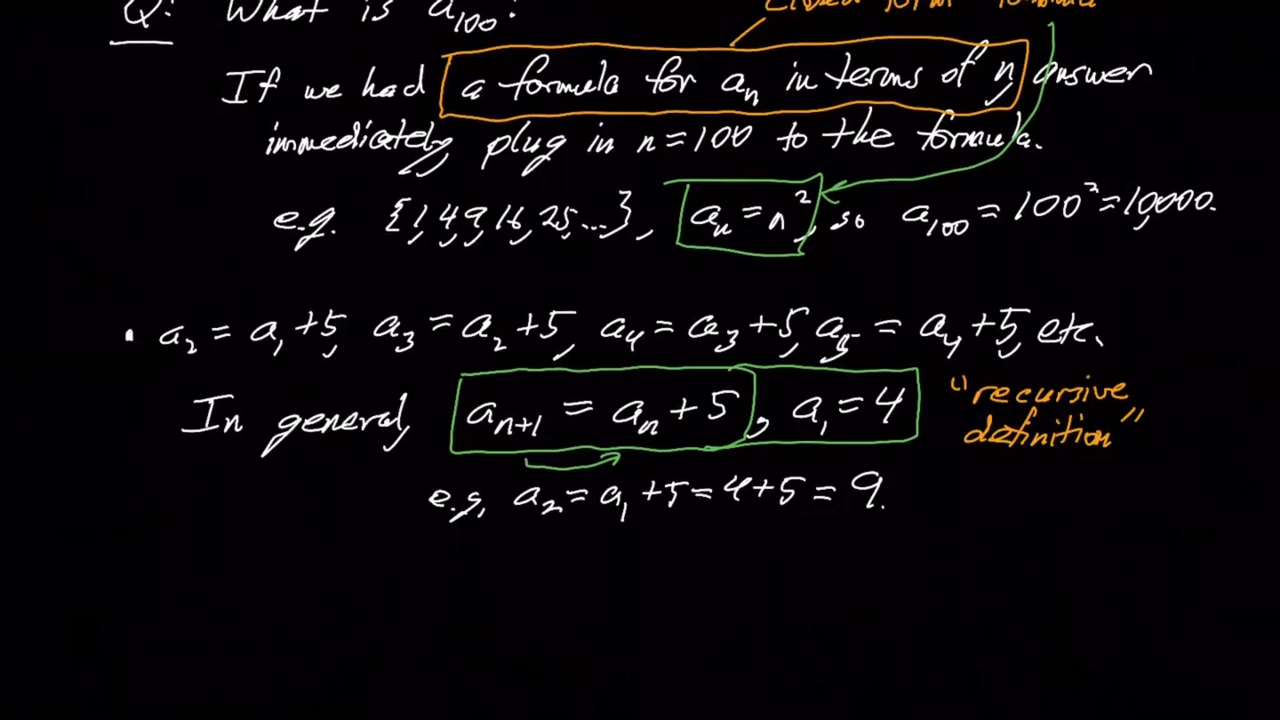 Q: What is a₁₀₀?
If we had a formula for aₙ in terms of n, answer
immediately, plug in n=100 to the formula.
e.g. {1,4,9,16,25,...}, aₙ = n², so a₁₀₀ = 100² = 10,000.
• a₂ = a₁+5, a₃ = a₂+5, a₄ = a₃+5, a₅ = a₄+5, etc.
In general, aₙ₊₁ = aₙ+5, a₁ = 4
"recursive
definition"
e.g., a₂ = a₁+5 = 4+5 = 9.